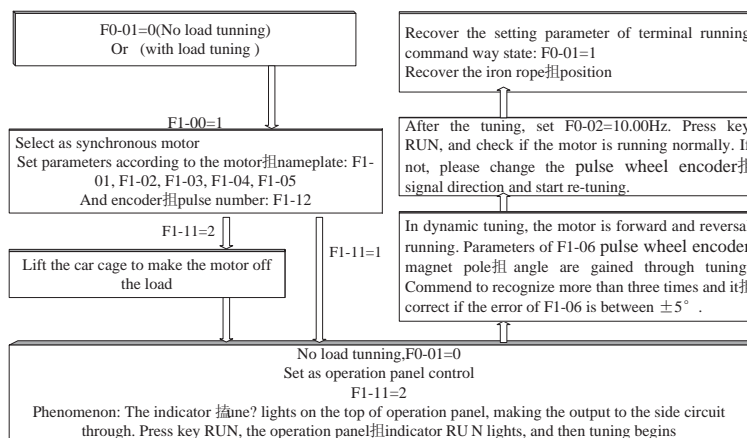 F0-01=0(No load tunning)
Or （with load tuning ）
F1-00=1
Select as synchronous motor
Set parameters according to the motor抯nameplate: F1-
01, F1-02, F1-03, F1-04, F1-05
And encoder抯pulse number: F1-12
F1-11=2
F1-11=1
Lift the car cage to make the motor off
the load
No load tunning,F0-01=0
Set as operation panel control
F1-11=2
Phenomenon: The indicator 搕une? lights on the top of operation panel, making the output to the side circuit
through. Press key RUN, the operation panel抯indicator RU N lights, and then tuning begins
In dynamic tuning, the motor is forward and reversal
running. Parameters of F1-06 pulse wheel encoder
magnet pole抯 angle are gained through tuning.
Commend to recognize more than three times and it抯
correct if the error of F1-06 is between ±5°.
After the tuning, set F0-02=10.00Hz. Press key
RUN, and check if the motor is running normally. If
not, please change the pulse wheel encoder抯
signal direction and start re-tuning.
Recover the setting parameter of terminal running
command way state: F0-01=1
Recover the iron rope抯position